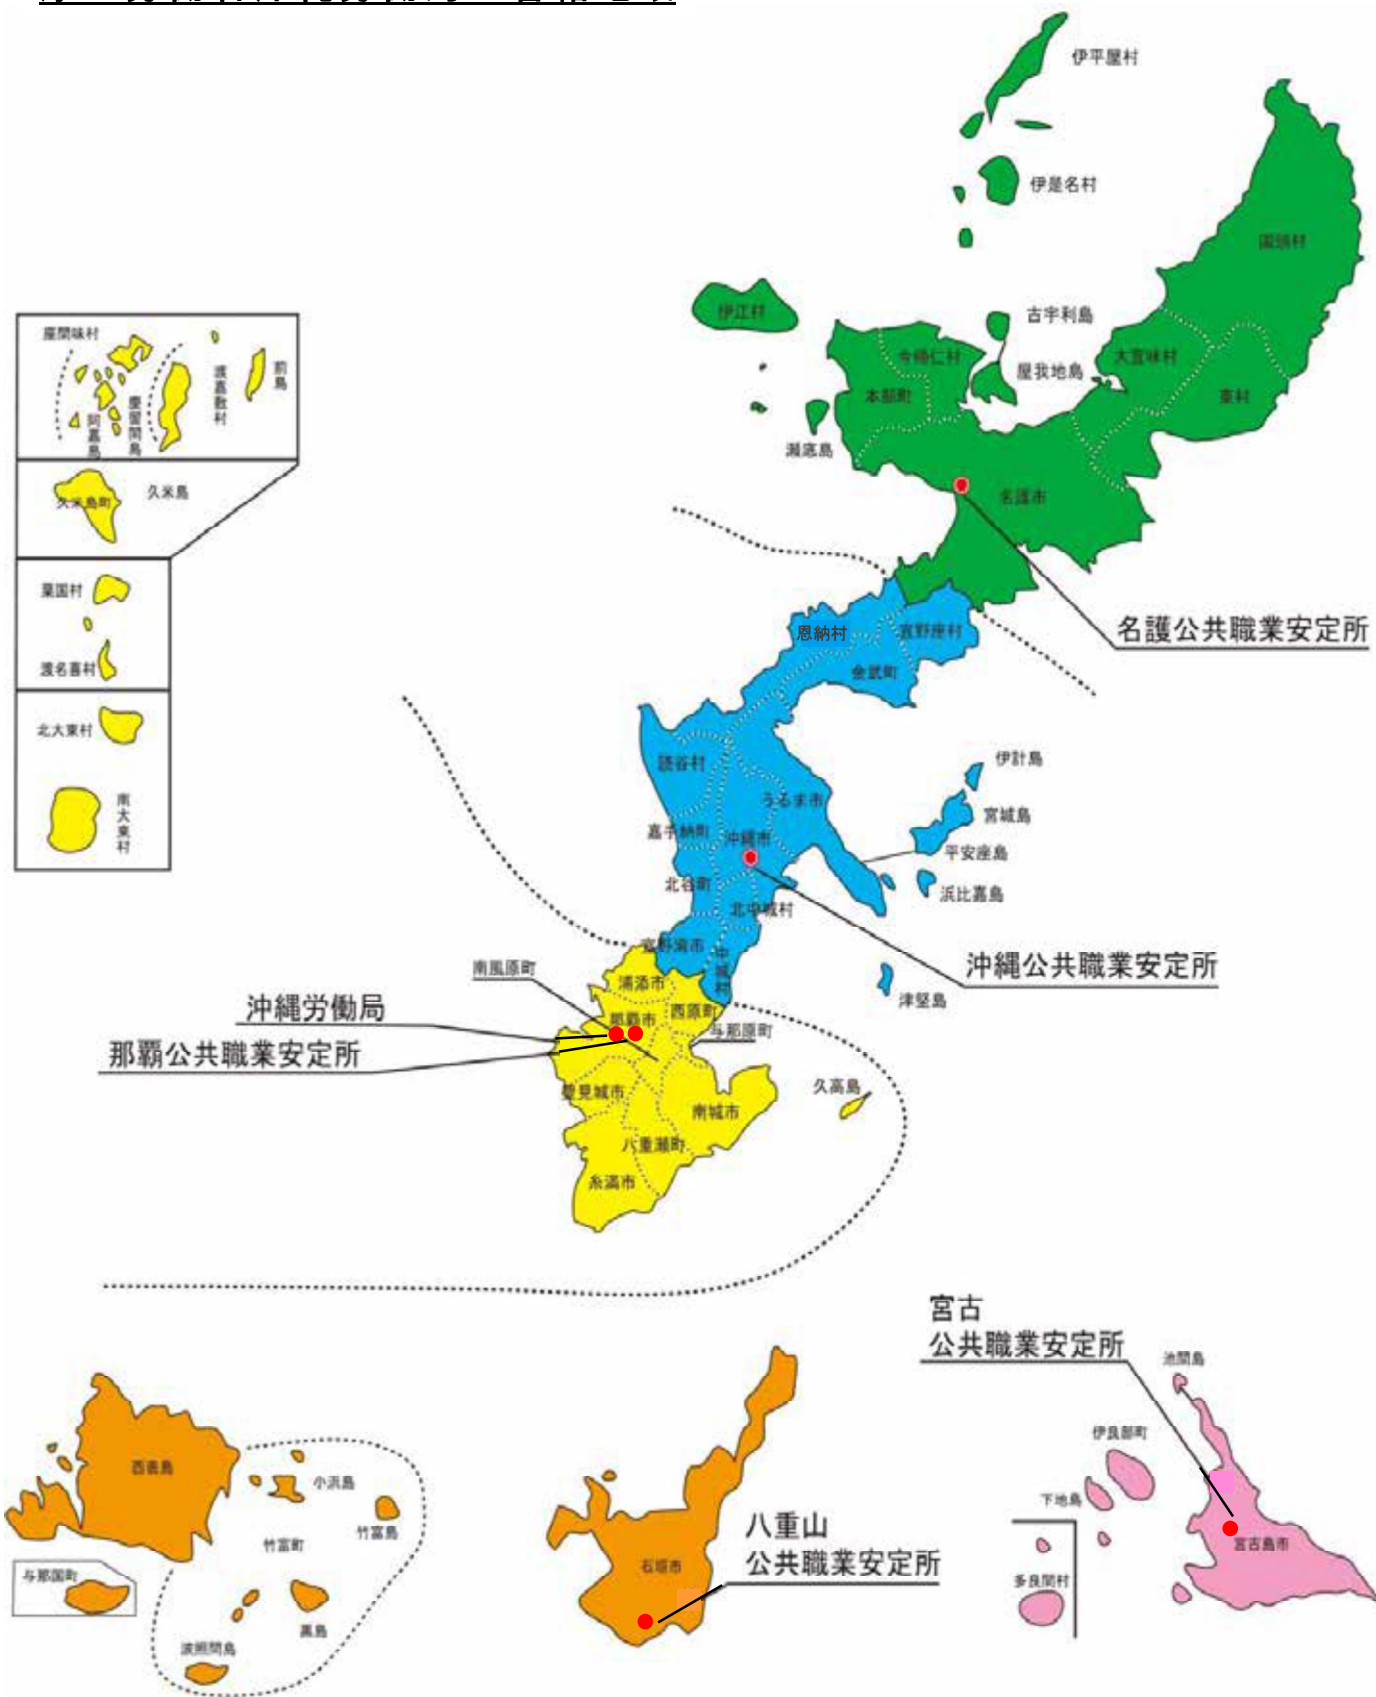 伊平屋村
伊是名村
国頭村
伊江村
古宇利島
今帰仁村
大宜味村
屋我地島
本部町
東村
瀬底島
名護市
名護公共職業安定所
座間味村
渡嘉敷村
前島
阿嘉島
慶留間島
久米島町
久米島
粟国村
渡名喜村
北大東村
南大東村
恩納村
宜野座村
金武町
読谷村
うるま市
伊計島
宮城島
嘉手納町
沖縄市
平安座島
北谷町
浜比嘉島
北中城村
宜野湾市
中城村
沖縄公共職業安定所
津堅島
南風原町
浦添市
西原町
沖縄労働局
那覇市
与那原町
那覇公共職業安定所
豊見城市
南城市
久高島
八重瀬町
糸満市
宮古
公共職業安定所
池間島
伊良部町
下地島
宮古島市
多良間村
西表島
小浜島
竹富島
竹富町
与那国町
黒島
波照間島
石垣市
八重山
公共職業安定所